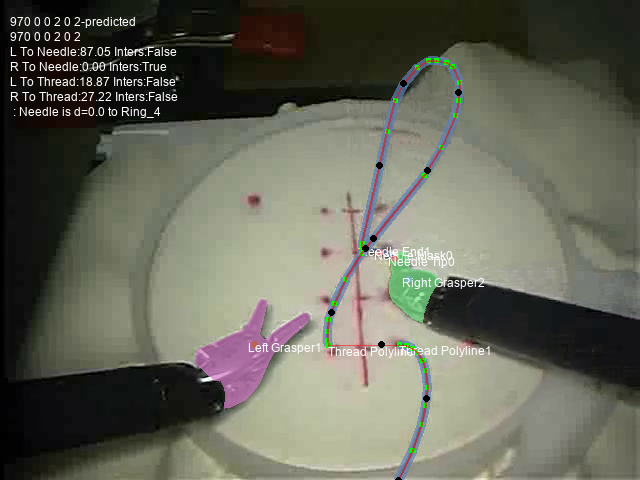 970 0 0 2 0 2-predicted
970 0 0 2 0 2
L To Needle:87.05 Inters:False
R To Needle:0.00 Inters:True
L To Thread:18.87 Inters:False
R To Thread:27.22 Inters:False
: Needle is d=0.0 to Ring_4
Needle Tip0
Right Grasper2
Left Grasper1
Thread Polyline1